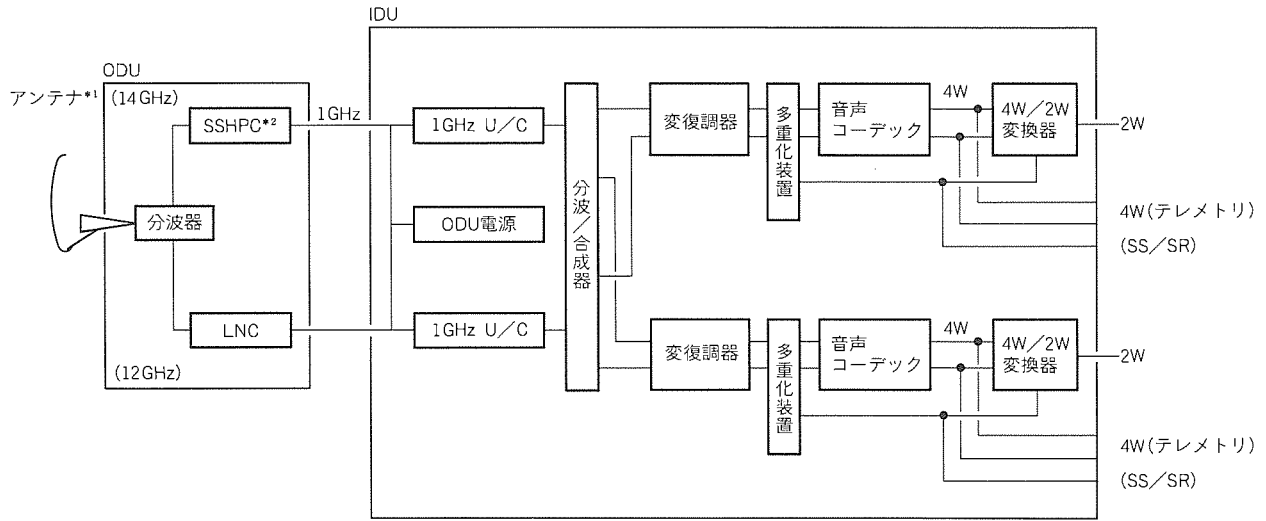 IDU
ODU
アンテナ*1
(14GHz)
SSHPC*2
1GHz
分波器
LNC
(12GHz)
1GHz U/C
ODU電源
1GHz U/C
分波/合成器
変復調器
多重化装置
音声
コーデック
4W
4W/2W
変換器
2W
4W(テレメトリ)
(SS/SR)
変復調器
多重化装置
音声
コーデック
4W
4W/2W
変換器
2W
4W(テレメトリ)
(SS/SR)